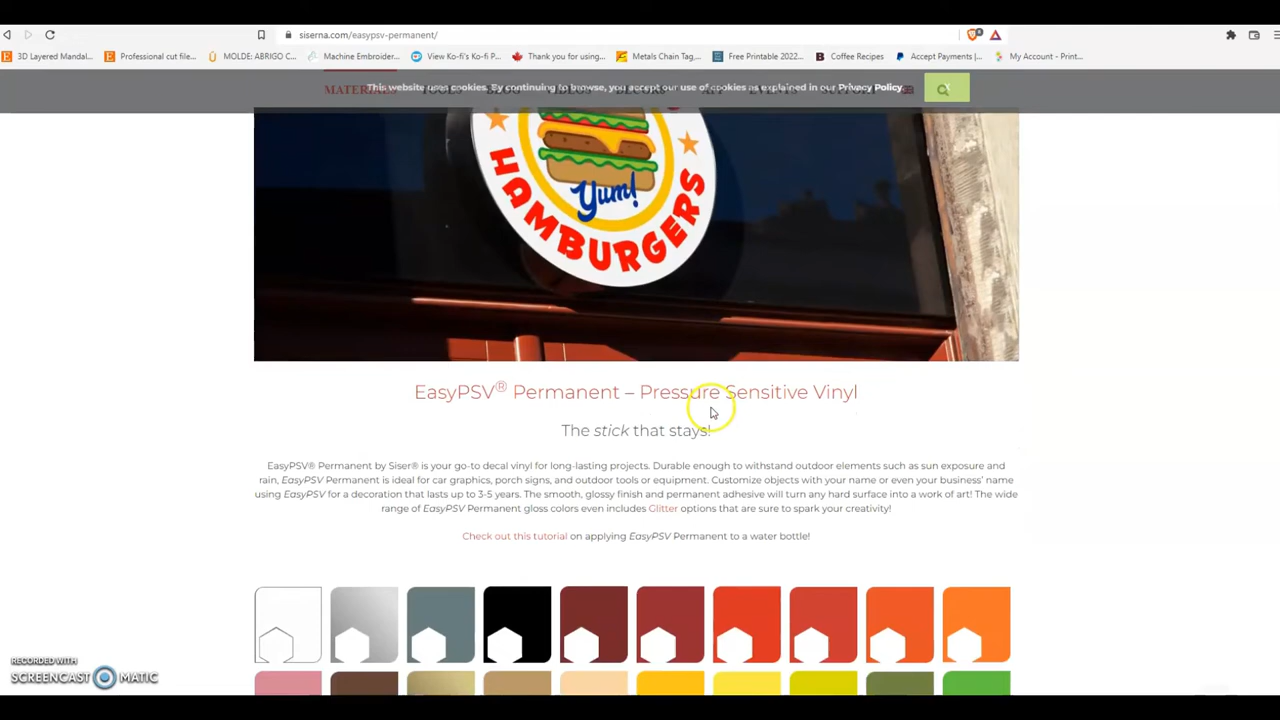 siserna.com/easypsv-permanent/
3D Layered Mandal...
Professional cut file...
MOLDE: ABRIGO C...
Machine Embroider...
View Ko-fi's Ko-fi P...
Thank you for using...
Metals Chain Tag,...
Free Printable 2022...
Coffee Recipes
Accept Payments |...
My Account - Print...
This website uses cookies. By continuing to browse, you accept our use of cookies as explained in our Privacy Policy.
MATERIALS
Yum!
HAMBURGERS
EasyPSV® Permanent – Pressure Sensitive Vinyl
The stick that stays!
EasyPSV® Permanent by Siser® is your go-to decal vinyl for long-lasting projects. Durable enough to withstand outdoor elements such as sun exposure and
rain, EasyPSV Permanent is ideal for car graphics, porch signs, and outdoor tools or equipment. Customize objects with your name or even your business' name
using EasyPSV for a decoration that lasts up to 3-5 years. The smooth, glossy finish and permanent adhesive will turn any hard surface into a work of art! The wide
range of EasyPSV Permanent gloss colors even includes Glitter options that are sure to spark your creativity!
Check out this tutorial on applying EasyPSV Permanent to a water bottle!
RECORDED WITH
SCREENCAST MATIC